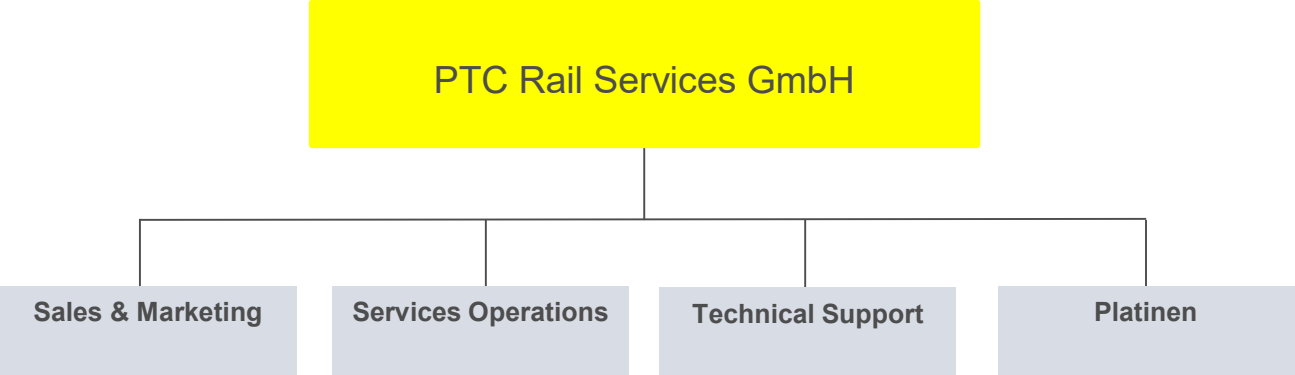 PTC Rail Services GmbH
Sales & Marketing
Services Operations
Technical Support
Platinen